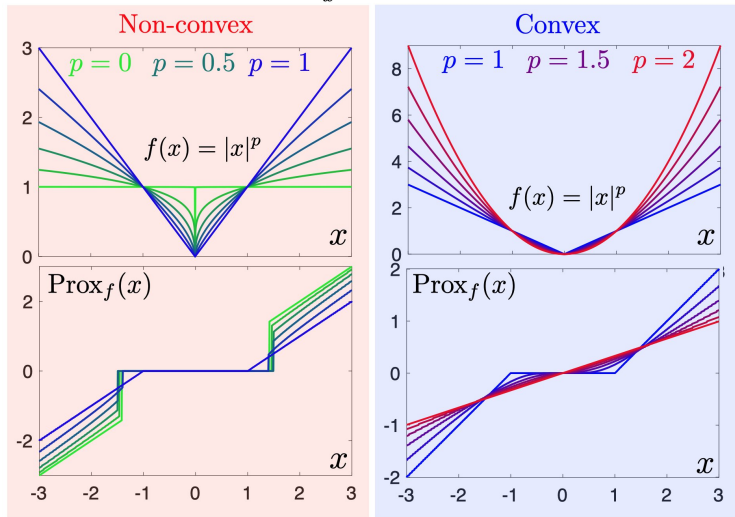 Non-convex
3
2
1
0
p = 0 p = 0.5 p = 1
f(x) = |x|^p
x
Prox_f(x)
2
0
-2
x
-3 -2 -1 0 1 2 3
Convex
8
6
4
2
0
p = 1 p = 1.5 p = 2
f(x) = |x|^p
x
Prox_f(x)
2
1
0
-1
-2
x
-3 -2 -1 0 1 2 3